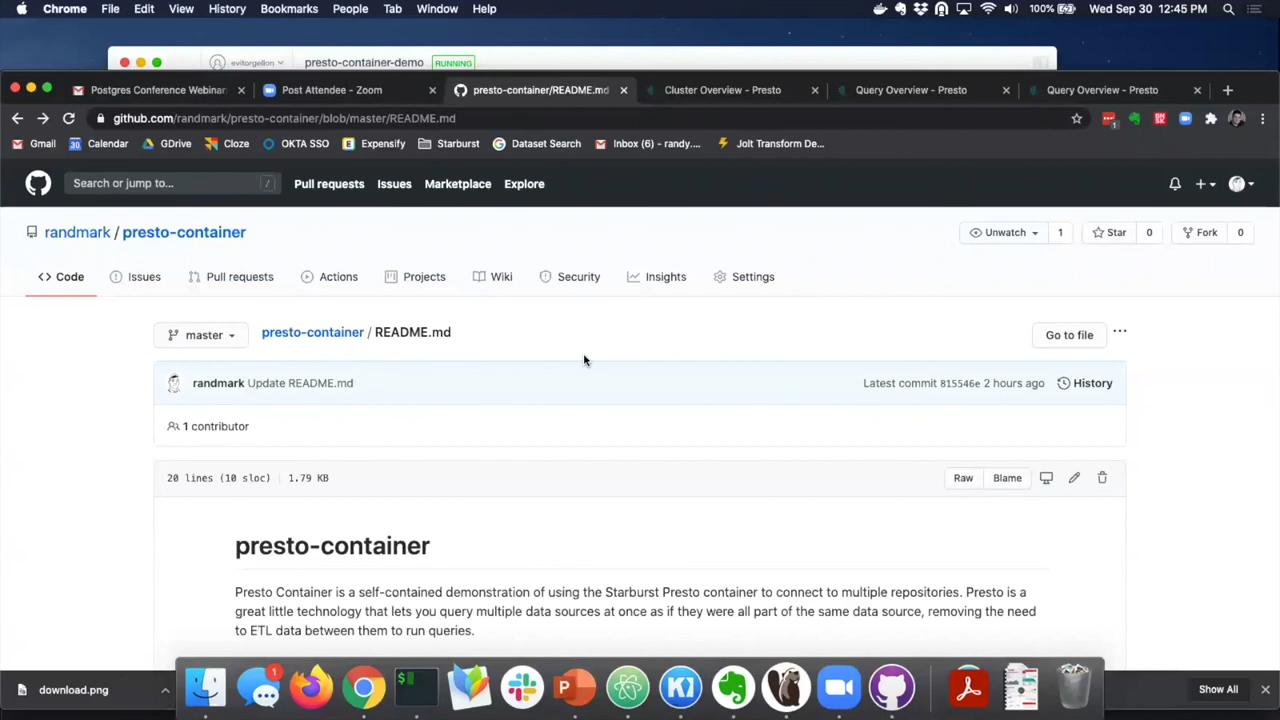 Chrome File Edit View History Bookmarks People Tab Window Help 100% Wed Sep 30 12:45 PM
evitorgellon presto-container-demo RUNNING
Postgres Conference Webinar Post Attendee - Zoom presto-container/README.md Cluster Overview - Presto Query Overview - Presto Query Overview - Presto
github.com/randmark/presto-container/blob/master/README.md 1
Gmail Calendar GDrive Cloze OKTA SSO Expensify Starburst Dataset Search Inbox (6) - randy.... Jolt Transform De...
Search or jump to... / Pull requests Issues Marketplace Explore
randmark / presto-container Unwatch 1 Star 0 Fork 0
Code Issues Pull requests Actions Projects Wiki Security Insights Settings
master presto-container / README.md Go to file
randmark Update README.md Latest commit 815546e 2 hours ago History
1 contributor
20 lines (10 sloc) 1.79 KB Raw Blame
presto-container
Presto Container is a self-contained demonstration of using the Starburst Presto container to connect to multiple repositories. Presto is a
great little technology that lets you query multiple data sources at once as if they were all part of the same data source, removing the need
to ETL data between them to run queries.
1
download.png Show All